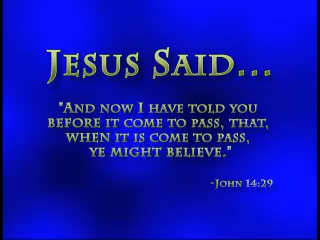 Jesus Said...
"And now I have told you
before it come to pass, that,
when it is come to pass,
ye might believe."
-John 14:29